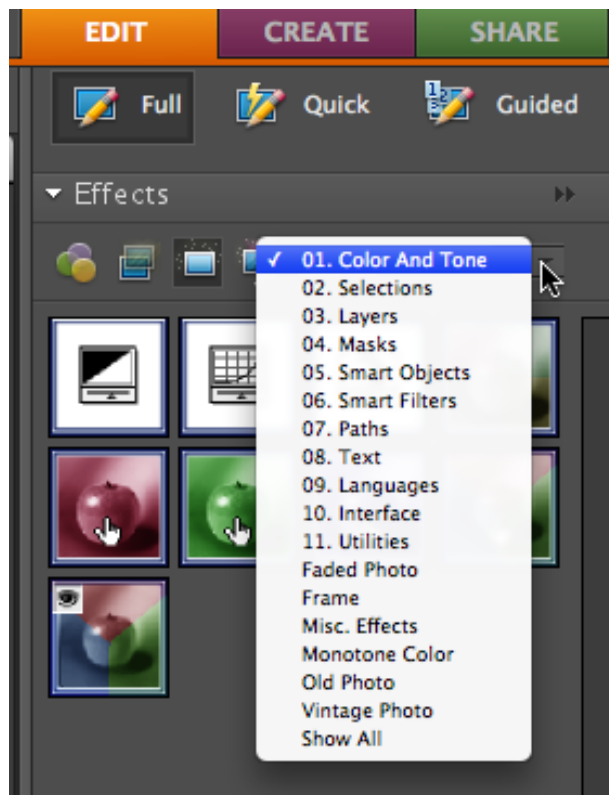 EDIT CREATE SHARE
Full Quick Guided
Effects
✓ 01. Color And Tone
02. Selections
03. Layers
04. Masks
05. Smart Objects
06. Smart Filters
07. Paths
08. Text
09. Languages
10. Interface
11. Utilities
Faded Photo
Frame
Misc. Effects
Monotone Color
Old Photo
Vintage Photo
Show All